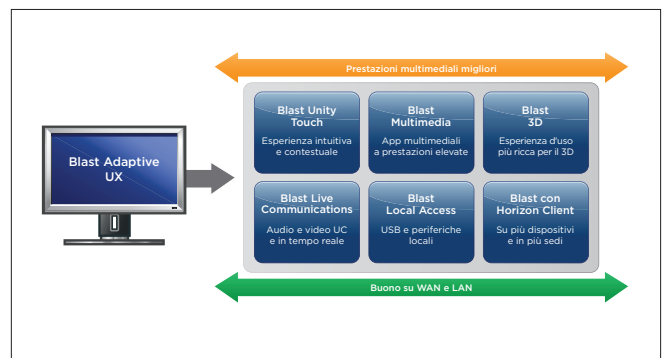 Prestazioni multimediali migliori
Blast Adaptive
UX
Blast Unity
Touch
Esperienza intuitiva
e contestuale
Blast
Multimedia
App multimediali
a prestazioni elevate
Blast
3D
Esperienza d'uso
più ricca per il 3D
Blast Live
Communications
Audio e video UC
e in tempo reale
Blast
Local Access
USB e periferiche
locali
Blast con
Horizon Client
Su più dispositivi
e in più sedi
Buono su WAN e LAN